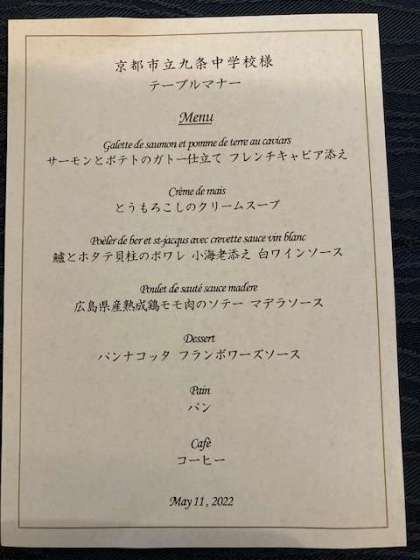 京都市立九条中学校様
テーブルマナー
Menu
Galette de saumon et pomme de terre au caviars
サーモンとポテトのガトー仕立て フレンチキャビア添え
Crème de mais
とうもろこしのクリームスープ
Poêlér de ber et st-jacqus avec crevette sauce vin blanc
鱸とホタテ貝柱のポワレ 小海老添え 白ワインソース
Poulet de sauté sauce madere
広島県産熟成鶏モモ肉のソテー マデラソース
Dessert
パンナコッタ フランボワーズソース
Pain
パン
Cafè
コーヒー
May 11, 2022